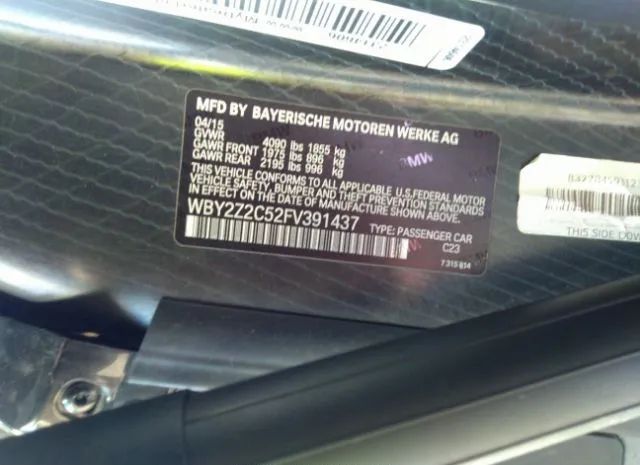 MFD BY BAYERISCHE MOTOREN WERKE AG
04/15
GVWR 4090 lbs 1855 kg
GAWR FRONT 1975 lbs 896 kg
GAWR REAR 2195 lbs 996 kg
THIS VEHICLE CONFORMS TO ALL APPLICABLE U.S. FEDERAL MOTOR
VEHICLE SAFETY, BUMPER AND THEFT PREVENTION STANDARDS
IN EFFECT ON THE DATE OF MANUFACTURE SHOWN ABOVE.
WBY2Z2C52FV391437
TYPE: PASSENGER CAR
C23
7 315 614
BMW
THIS SIDE